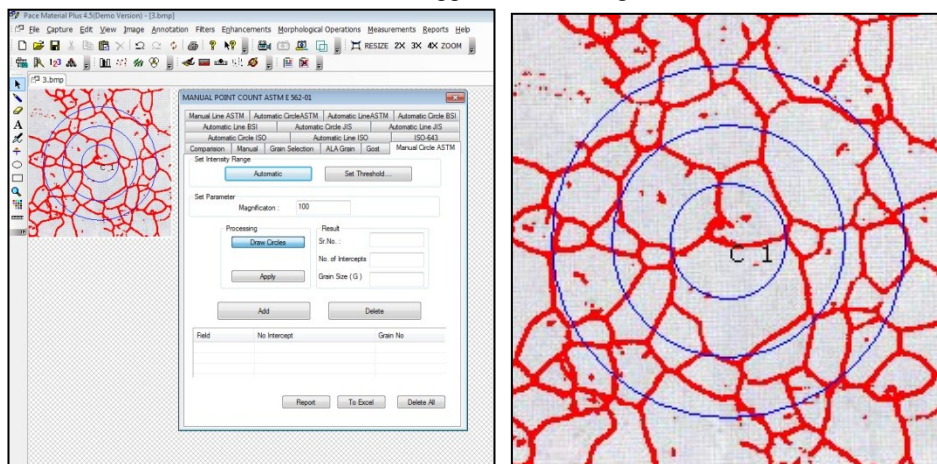 Pace Material Plus 4.5(Demo Version) - [3.bmp]
File Capture Edit View Image Annotation Filters Enhancements Morphological Operations Measurements Reports Help
RESIZE 2X 3X 4X ZOOM
123
3.bmp
A
MANUAL POINT COUNT ASTM E 562-01
Manual Line ASTM Automatic CircleASTM Automatic LineASTM Automatic Circle BSI
Automatic Line BSI Automatic Circle JIS Automatic Line JIS
Automatic Circle ISO Automatic Line ISO ISO-643
Comparision Manual Grain Selection ALA Grain Goat Manual Circle ASTM
Set Intensity Range
Automatic Set Threshold...
Set Parameter
Magnificaton : 100
Processing Result
Draw Circles Sr.No. .:
No. of Intercepts
Apply Grain Size ( G )
Add Delete
Field No Intercept Grain No
Report To Excel Delete All
C 1
C 1